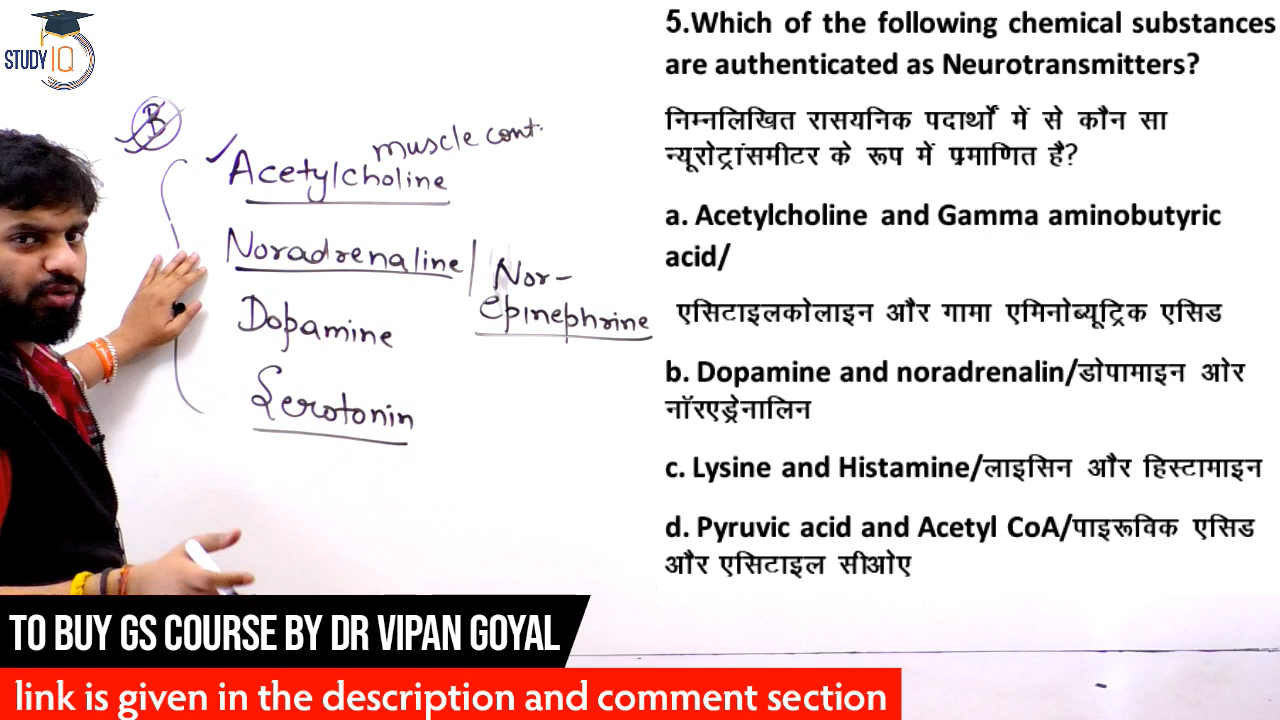 STUDY IQ
B
muscle cont.
Acetylcholine
Noradrenaline / Nor-
epinephrine
Dopamine
Serotonin
5.Which of the following chemical substances
are authenticated as Neurotransmitters?
निम्नलिखित रासयनिक पदार्थों में से कौन सा
न्यूरोट्रांसमीटर के रूप में प्रमाणित है?
a. Acetylcholine and Gamma aminobutyric
acid/
एसिटाइलकोलाइन और गामा एमिनोब्यूट्रिक एसिड
b. Dopamine and noradrenalin/डोपामाइन ओर
नॉरएड्रेनालिन
c. Lysine and Histamine/लाइसिन और हिस्टामाइन
d. Pyruvic acid and Acetyl CoA/पाइरूविक एसिड
और एसिटाइल सीओए
TO BUY GS COURSE BY DR VIPAN GOYAL
link is given in the description and comment section